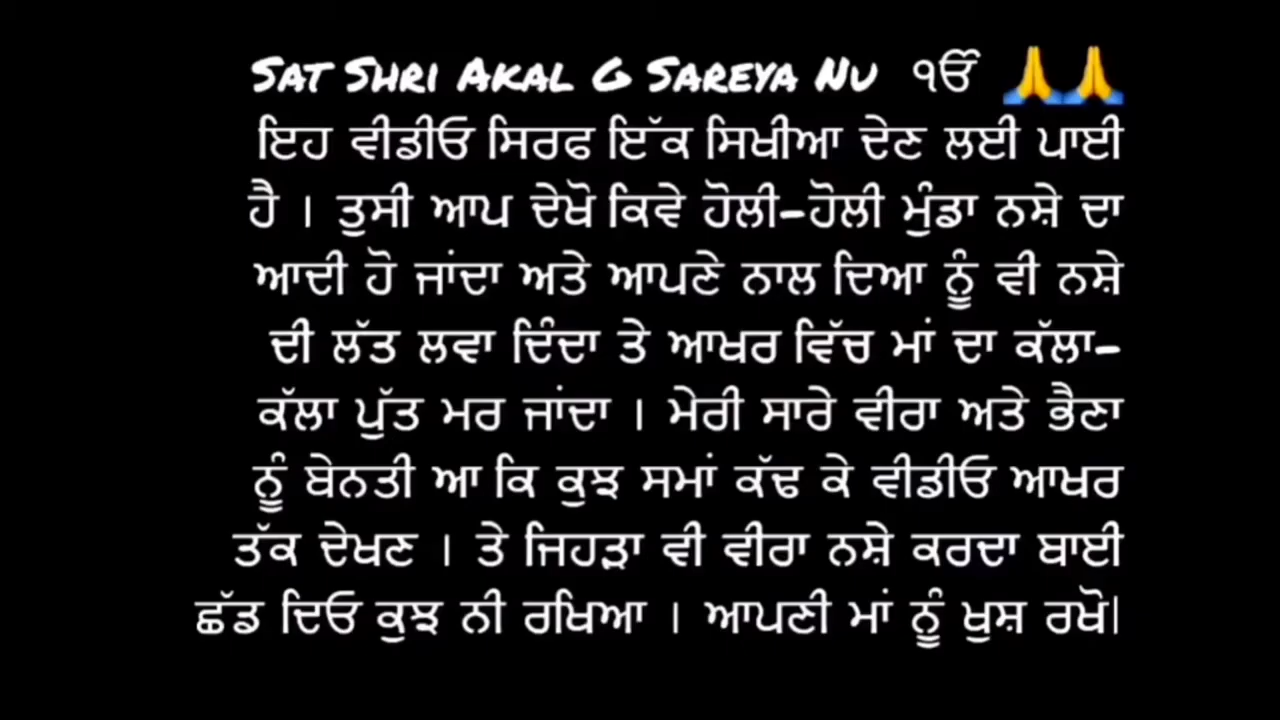 Sat Shri Akal G Sareya Nu ੴ 🙏🙏
ਇਹ ਵੀਡੀਓ ਸਿਰਫ ਇੱਕ ਸਿਖੀਆ ਦੇਣ ਲਈ ਪਾਈ
ਹੈ । ਤੁਸੀ ਆਪ ਦੇਖੋ ਕਿਵੇ ਹੋਲੀ-ਹੋਲੀ ਮੁੰਡਾ ਨਸ਼ੇ ਦਾ
ਆਦੀ ਹੋ ਜਾਂਦਾ ਅਤੇ ਆਪਣੇ ਨਾਲ ਦਿਆ ਨੂੰ ਵੀ ਨਸ਼ੇ
ਦੀ ਲੱਤ ਲਵਾ ਦਿੰਦਾ ਤੇ ਆਖਰ ਵਿੱਚ ਮਾਂ ਦਾ ਕੱਲਾ-
ਕੱਲਾ ਪੁੱਤ ਮਰ ਜਾਂਦਾ । ਮੇਰੀ ਸਾਰੇ ਵੀਰਾ ਅਤੇ ਭੈਣਾ
ਨੂੰ ਬੇਨਤੀ ਆ ਕਿ ਕੁਝ ਸਮਾਂ ਕੱਢ ਕੇ ਵੀਡੀਓ ਆਖਰ
ਤੱਕ ਦੇਖਣ । ਤੇ ਜਿਹੜਾ ਵੀ ਵੀਰਾ ਨਸ਼ੇ ਕਰਦਾ ਬਾਈ
ਛੱਡ ਦਿਓ ਕੁਝ ਨੀ ਰਖਿਆ । ਆਪਣੀ ਮਾਂ ਨੂੰ ਖੁਸ਼ ਰਖੋ।